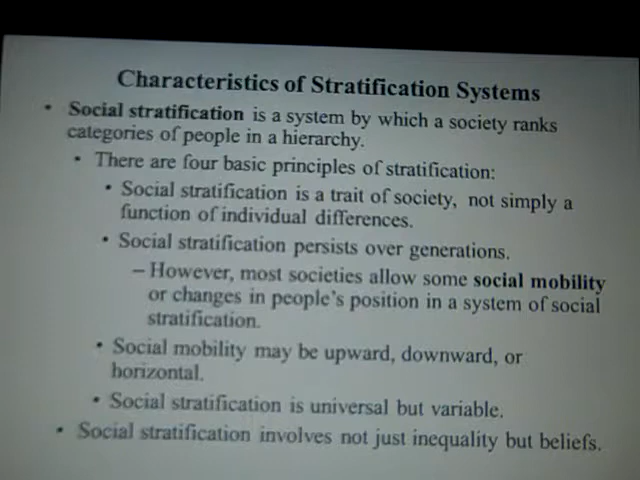 Characteristics of Stratification Systems
• Social stratification is a system by which a society ranks
categories of people in a hierarchy.
• There are four basic principles of stratification:
• Social stratification is a trait of society, not simply a
function of individual differences.
• Social stratification persists over generations.
– However, most societies allow some social mobility
or changes in people's position in a system of social
stratification.
• Social mobility may be upward, downward, or
horizontal.
• Social stratification is universal but variable.
• Social stratification involves not just inequality but beliefs.